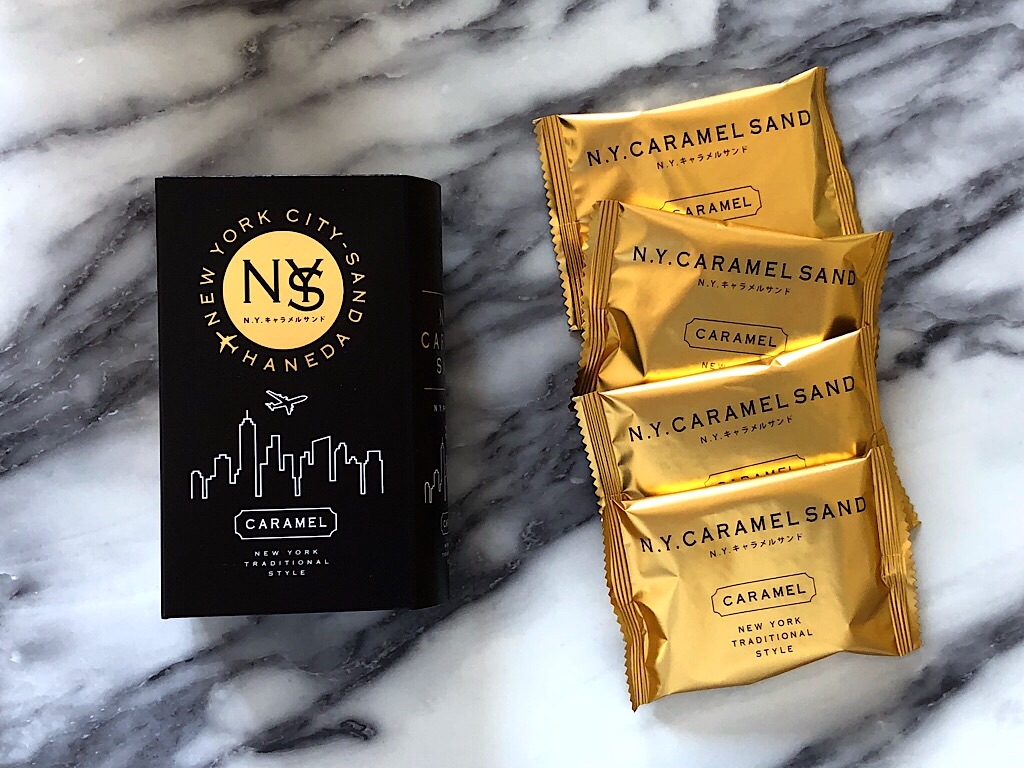 NEW YORK CITY-SAND
HANEDA
NYS
N.Y.キャラメルサンド
CARAMEL
NEW YORK
TRADITIONAL
STYLE
N.Y.CARAMEL SAND
N.Y.キャラメルサンド
CARAMEL
N.Y.CARAMEL SAND
N.Y.キャラメルサンド
CARAMEL
NEW
N.Y.CARAMEL SAND
N.Y.キャラメルサンド
CARAMEL
N.Y.CARAMEL SAND
N.Y.キャラメルサンド
CARAMEL
NEW YORK
TRADITIONAL
STYLE